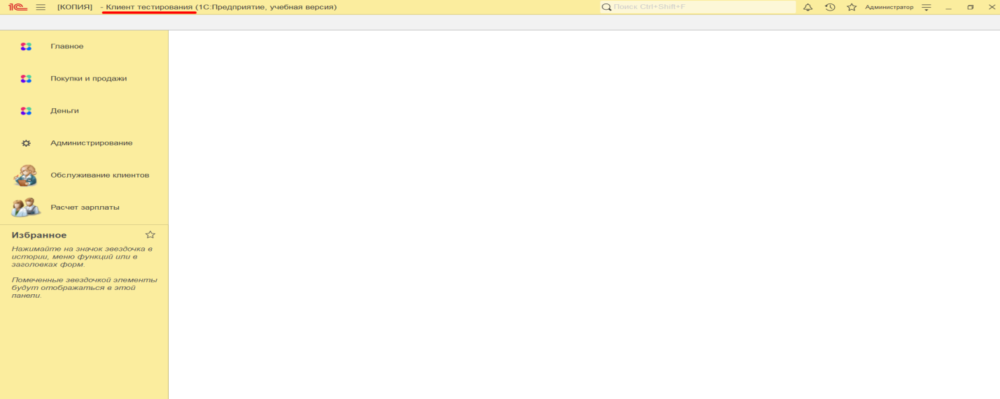 1С [КОПИЯ] - Клиент тестирования (1С:Предприятие, учебная версия) Поиск Ctrl+Shift+F Администратор
Главное
Покупки и продажи
Деньги
Администрирование
Обслуживание клиентов
Расчет зарплаты
Избранное
Нажимайте на значок звездочка в
истории, меню функций или в
заголовках форм.
Помеченные звездочкой элементы
будут отображаться в этой
панели.